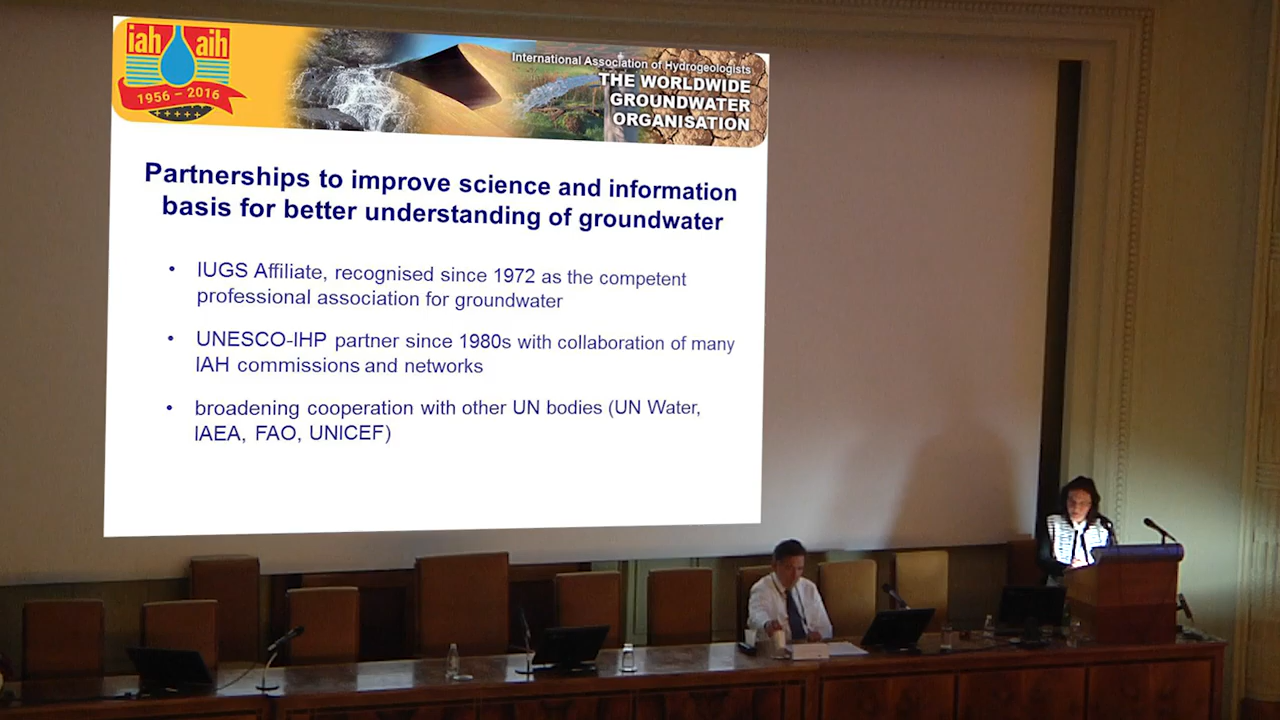 iah aih
1956 – 2016
International Association of Hydrogeologists
THE WORLDWIDE
GROUNDWATER
ORGANISATION
Partnerships to improve science and information
basis for better understanding of groundwater
• IUGS Affiliate, recognised since 1972 as the competent
professional association for groundwater
• UNESCO-IHP partner since 1980s with collaboration of many
IAH commissions and networks
• broadening cooperation with other UN bodies (UN Water,
IAEA, FAO, UNICEF)